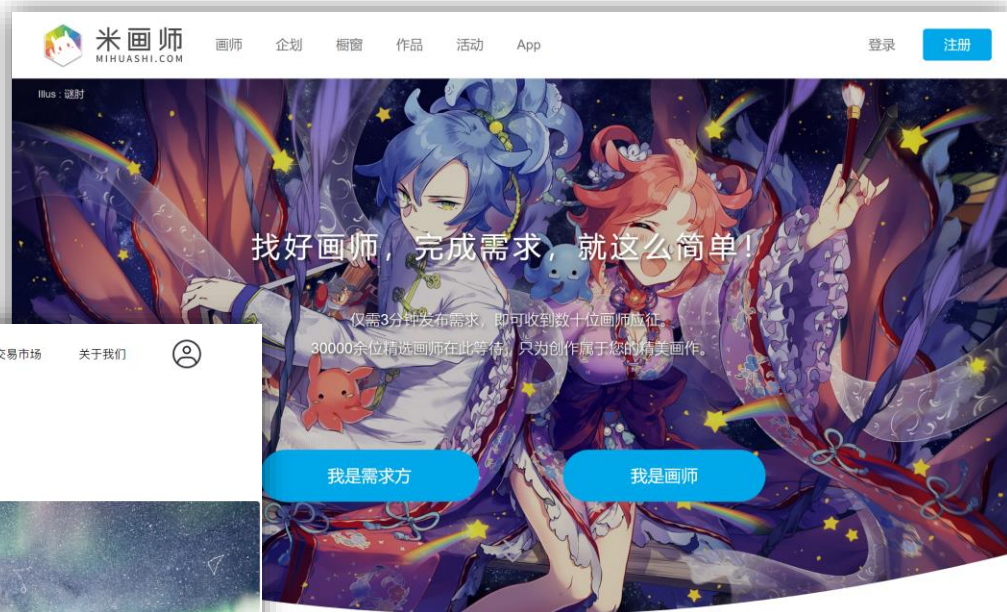 米画师
MIHUASHI.COM
画师 企划 橱窗 作品 活动 App
登录 注册
Illus : 谜肘
找好画师，完成需求，就这么简单！
仅需3分钟发布需求，即可收到数十位画师应征，
30000余位精选画师在此等待，只为创作属于您的精美画作。
交易市场 关于我们
我是需求方 我是画师